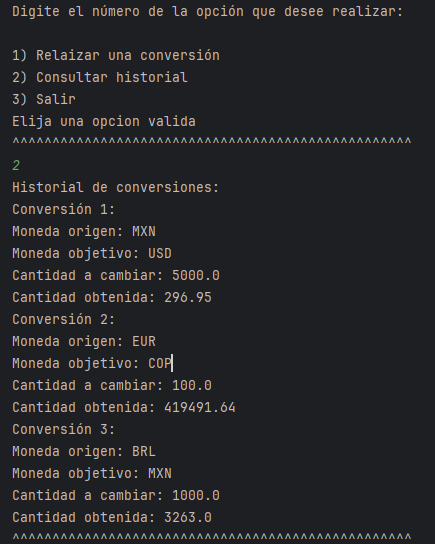 Digite el número de la opción que desee realizar:
1) Relaizar una conversión
2) Consultar historial
3) Salir
Elija una opcion valida
^^^^^^^^^^^^^^^^^^^^^^^^^^^^^^^^^^^^^^^^^^^^^^^^^^
2
Historial de conversiones:
Conversión 1:
Moneda origen: MXN
Moneda objetivo: USD
Cantidad a cambiar: 5000.0
Cantidad obtenida: 296.95
Conversión 2:
Moneda origen: EUR
Moneda objetivo: COP
Cantidad a cambiar: 100.0
Cantidad obtenida: 419491.64
Conversión 3:
Moneda origen: BRL
Moneda objetivo: MXN
Cantidad a cambiar: 1000.0
Cantidad obtenida: 3263.0
^^^^^^^^^^^^^^^^^^^^^^^^^^^^^^^^^^^^^^^^^^^^^^^^^^